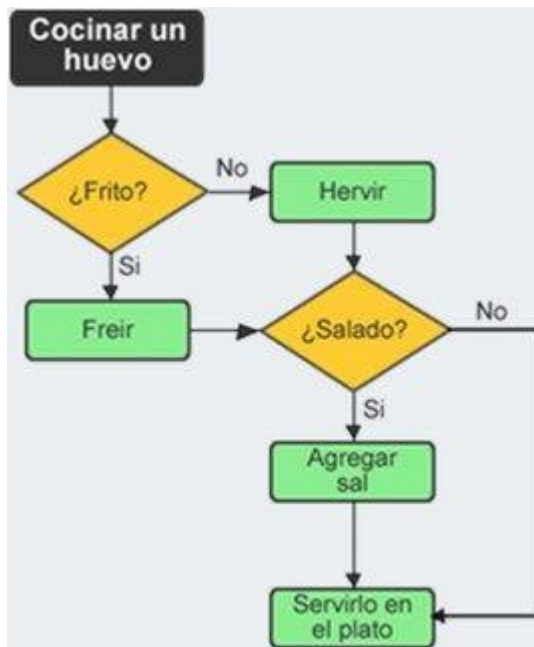 Cocinar un
huevo
¿Frito?
No
Hervir
Si
Freir
¿Salado?
No
Si
Agregar
sal
Servirlo en
el plato